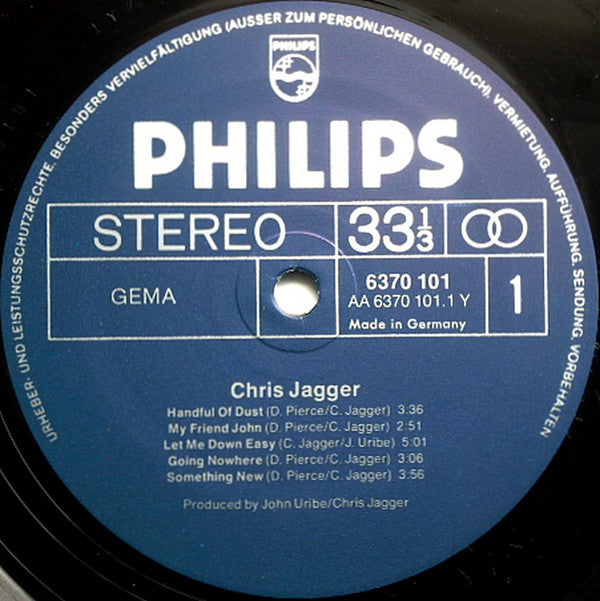 URHEBER- UND LEISTUNGSSCHUTZRECHTE, BESONDERS VERVIELFÄLTIGUNG (AUSSER ZUM PERSÖNLICHEN GEBRAUCH), VERMIETUNG, AUFFÜHRUNG, SENDUNG, VORBEHALTEN
PHILIPS
PHILIPS
STEREO 33⅓
GEMA 6370 101 1
AA 6370 101.1 Y
Made in Germany
Chris Jagger
Handful Of Dust (D. Pierce/C. Jagger) 3:36
My Friend John (D. Pierce/C. Jagger) 2:51
Let Me Down Easy (C. Jagger/J. Uribe) 5:01
Going Nowhere (D. Pierce/C. Jagger) 3:06
Something New (D. Pierce/C. Jagger) 3:56
Produced by John Uribe/Chris Jagger